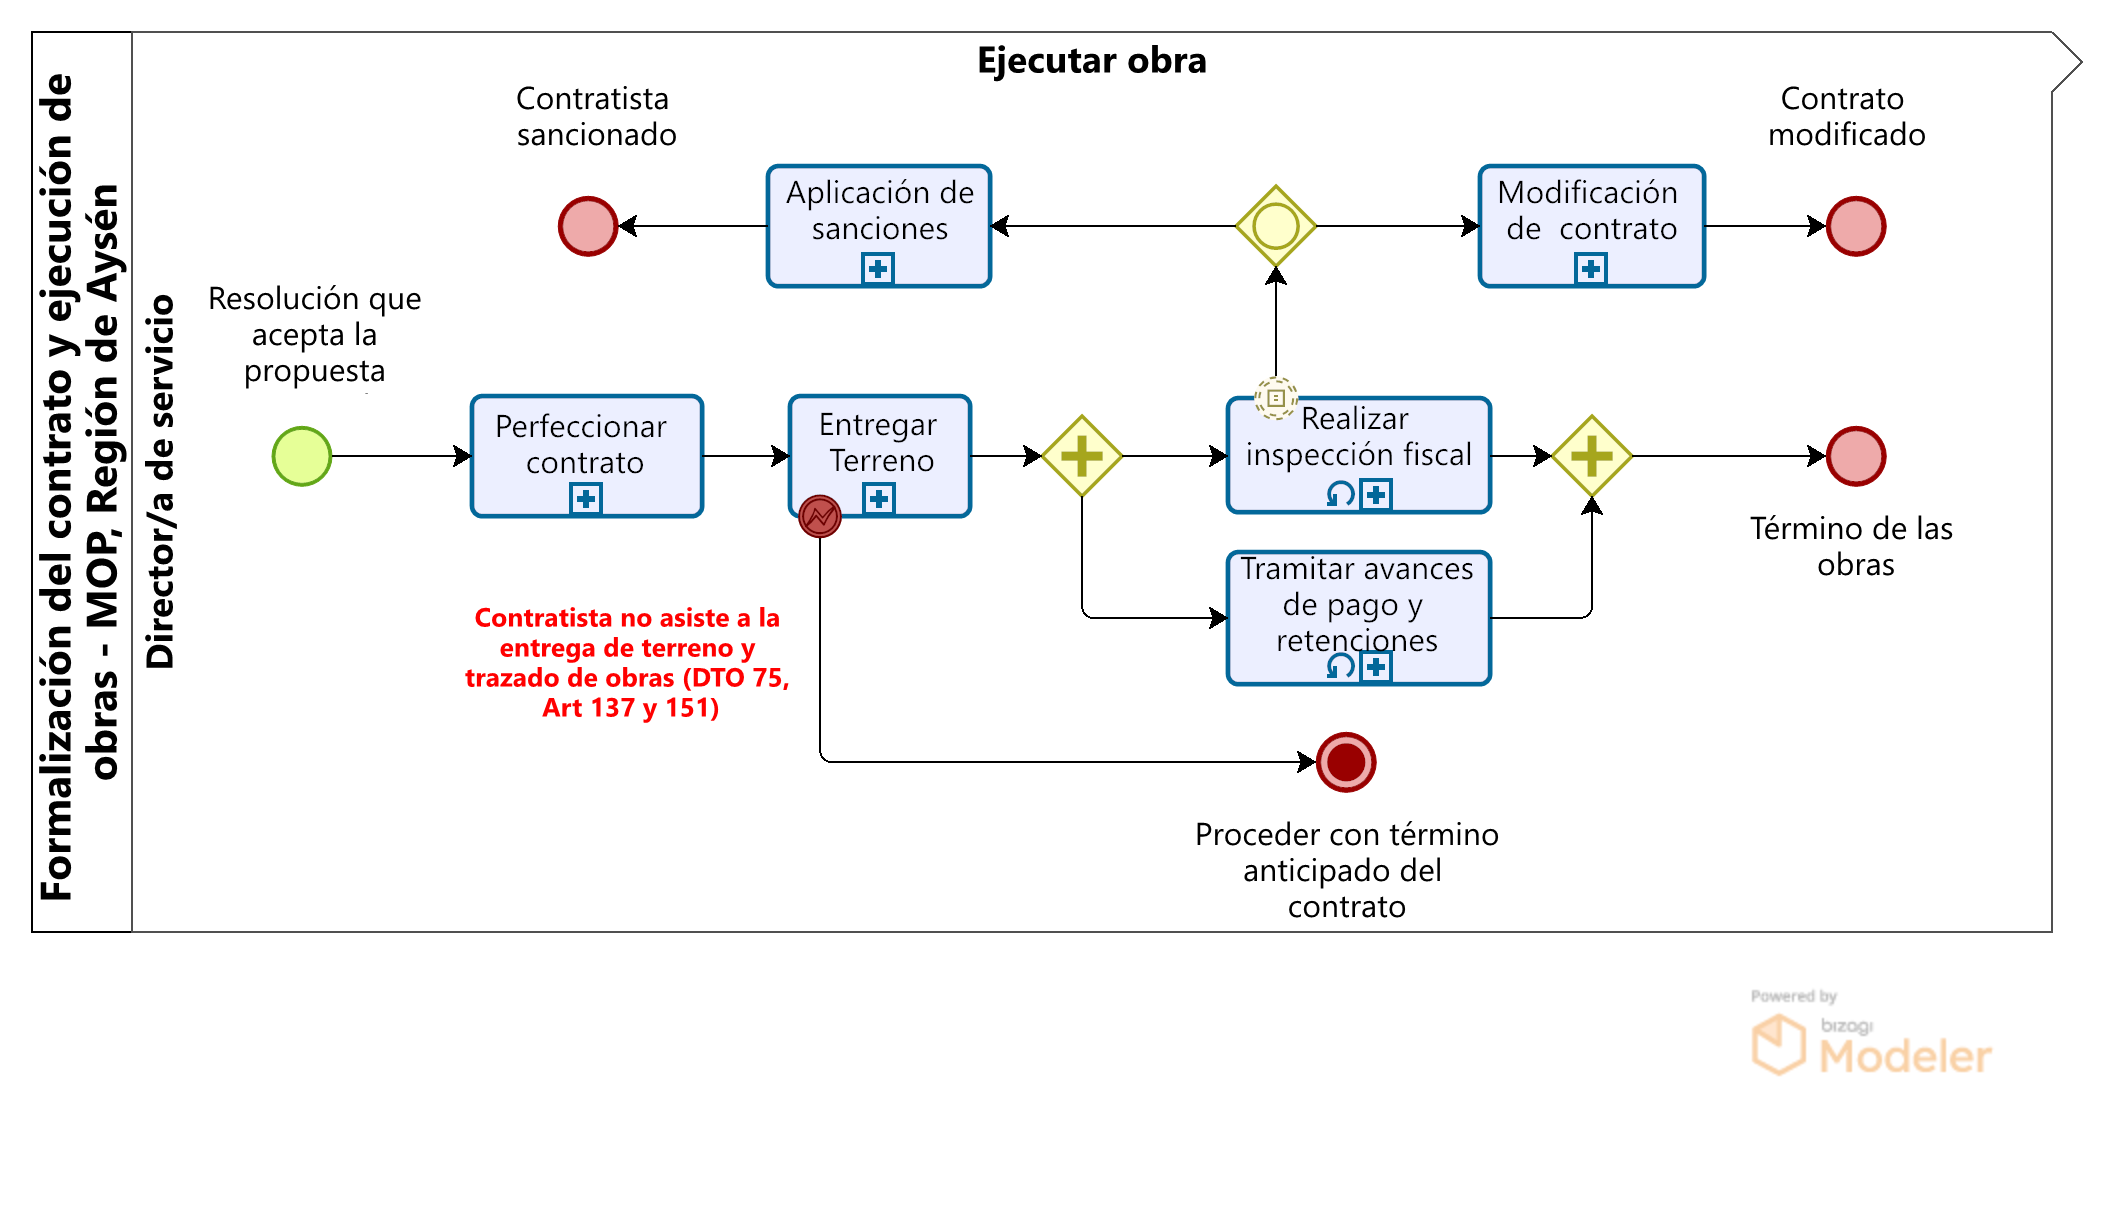 Formalización del contrato y ejecución de
obras - MOP, Región de Aysén
Director/a de servicio
Ejecutar obra
Contratista
sancionado
Aplicación de
sanciones
Modificación
de contrato
Contrato
modificado
Resolución que
acepta la
propuesta
Perfeccionar
contrato
Entregar
Terreno
Realizar
inspección fiscal
Tramitar avances
de pago y
retenciones
Término de las
obras
Contratista no asiste a la
entrega de terreno y
trazado de obras (DTO 75,
Art 137 y 151)
Proceder con término
anticipado del
contrato
Powered by
bizagi
Modeler